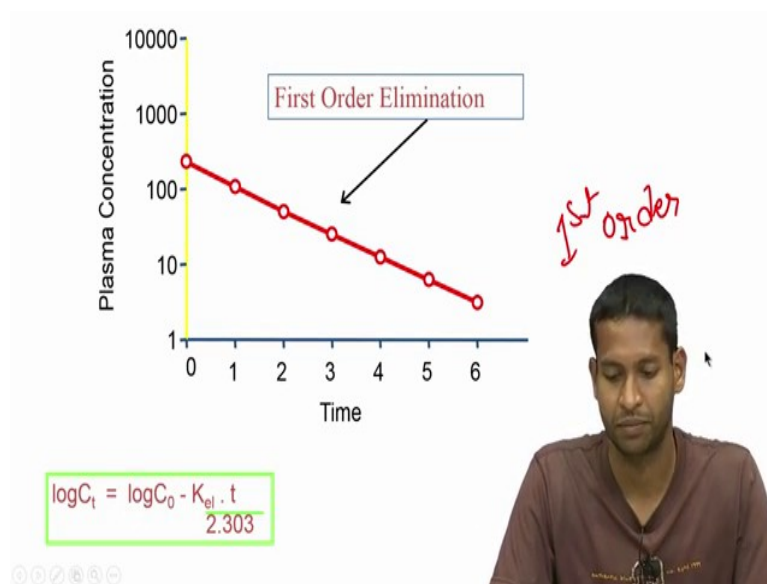 10000
1000
100
10
1
Plasma Concentration
First Order Elimination
1st order
0 1 2 3 4 5 6
Time
logCt = logC0 - Kel . t
2.303